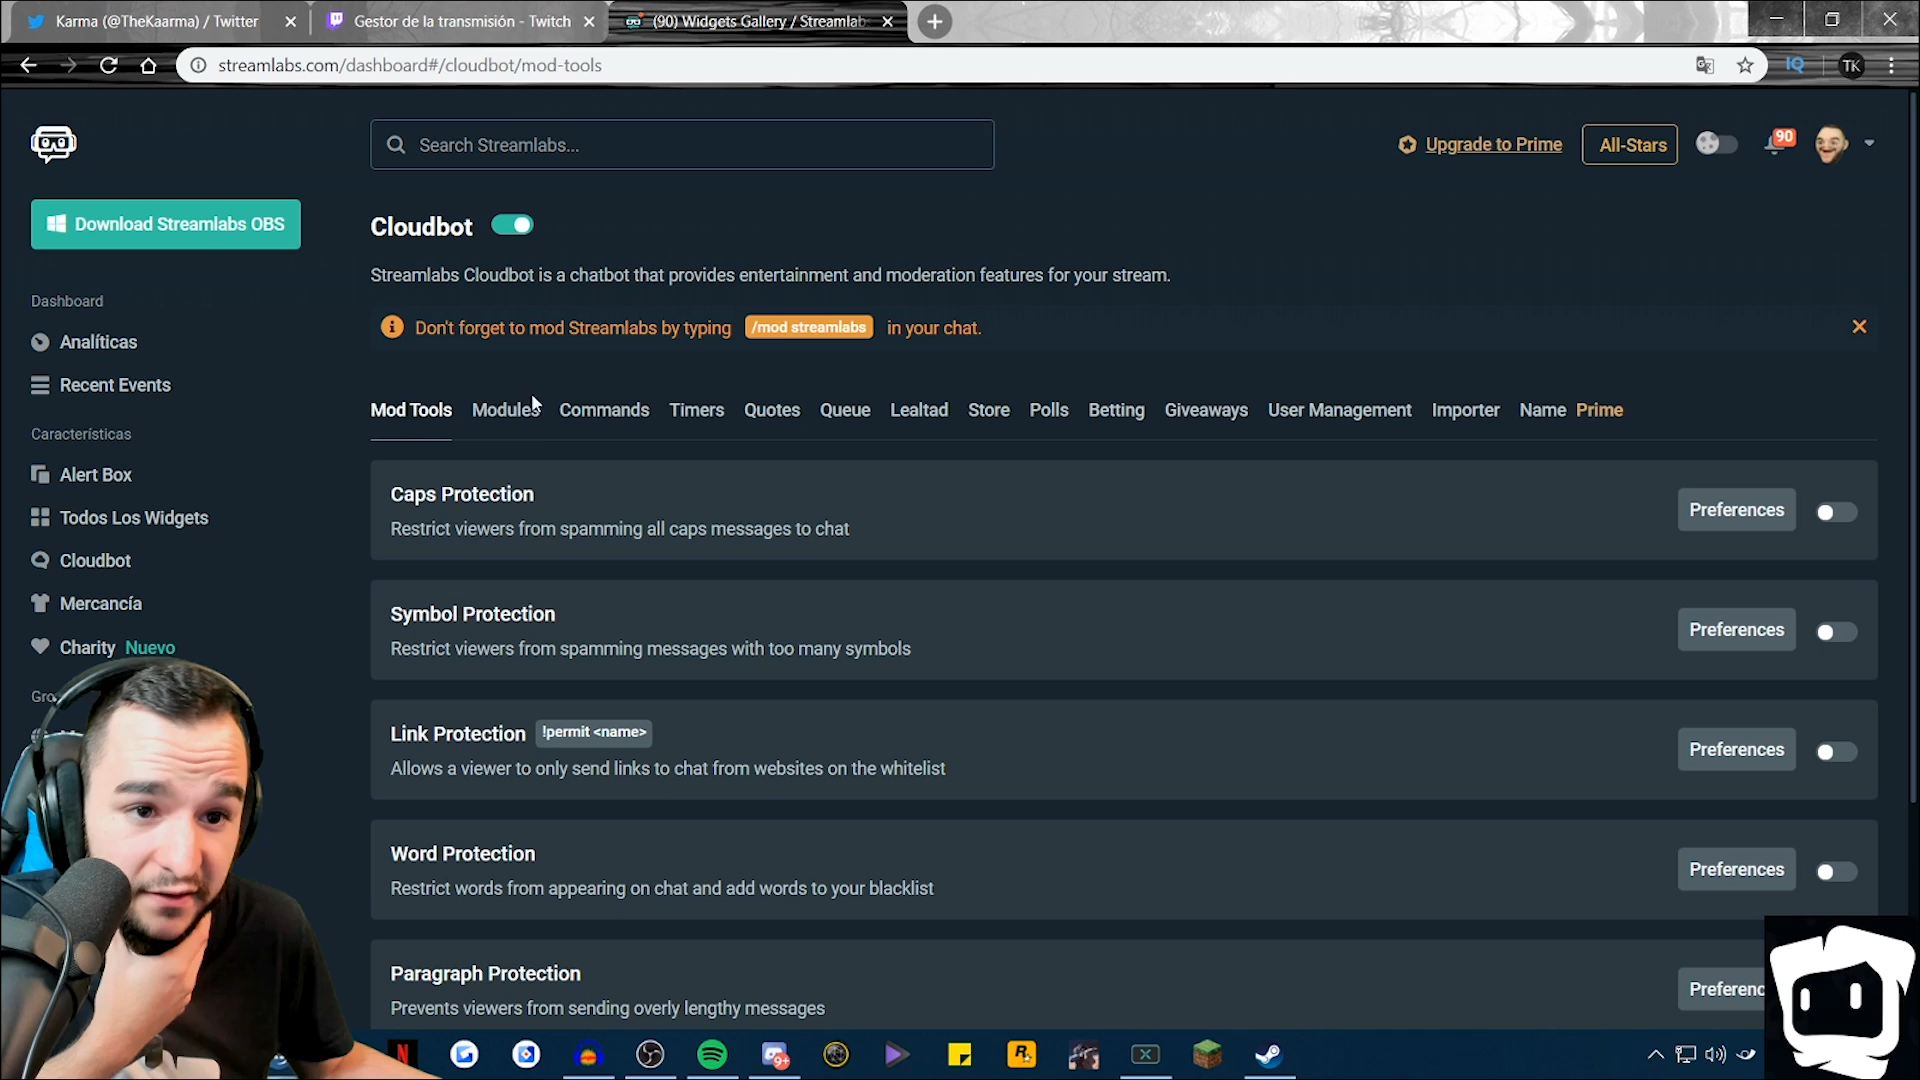 Karma (@TheKaarma) / Twitter
Gestor de la transmisión - Twitch
(90) Widgets Gallery / Streamlab
streamlabs.com/dashboard#/cloudbot/mod-tools
IQ
TK
Search Streamlabs...
Upgrade to Prime
All-Stars
90
Download Streamlabs OBS
Cloudbot
Streamlabs Cloudbot is a chatbot that provides entertainment and moderation features for your stream.
Dashboard
Don't forget to mod Streamlabs by typing /mod streamlabs in your chat.
Analíticas
Recent Events
Mod Tools Modules Commands Timers Quotes Queue Lealtad Store Polls Betting Giveaways User Management Importer Name Prime
Características
Alert Box
Todos Los Widgets
Cloudbot
Mercancía
Charity Nuevo
Gro
Caps Protection
Restrict viewers from spamming all caps messages to chat
Preferences
Symbol Protection
Restrict viewers from spamming messages with too many symbols
Preferences
Link Protection !permit <name>
Allows a viewer to only send links to chat from websites on the whitelist
Preferences
Word Protection
Restrict words from appearing on chat and add words to your blacklist
Preferences
Paragraph Protection
Prevents viewers from sending overly lengthy messages
Preferenc
N
9+
R